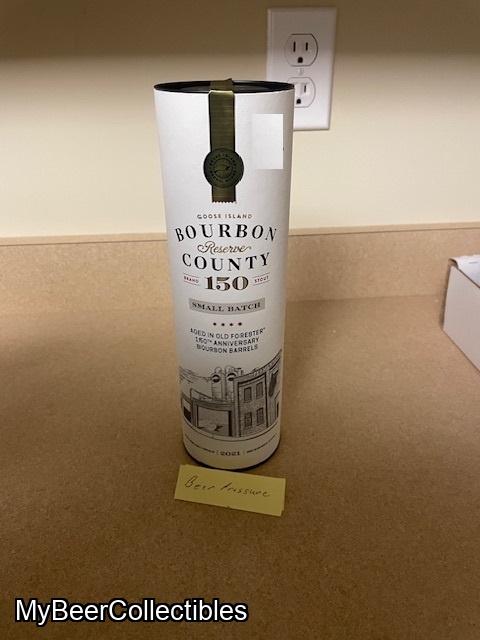 GOOSE ISLAND
BOURBON
Reserve
COUNTY
BRAND 150 STOUT
SMALL BATCH
AGED IN OLD FORESTER®
150TH ANNIVERSARY
BOURBON BARRELS
2021
Beer Pressure
MyBeerCollectibles